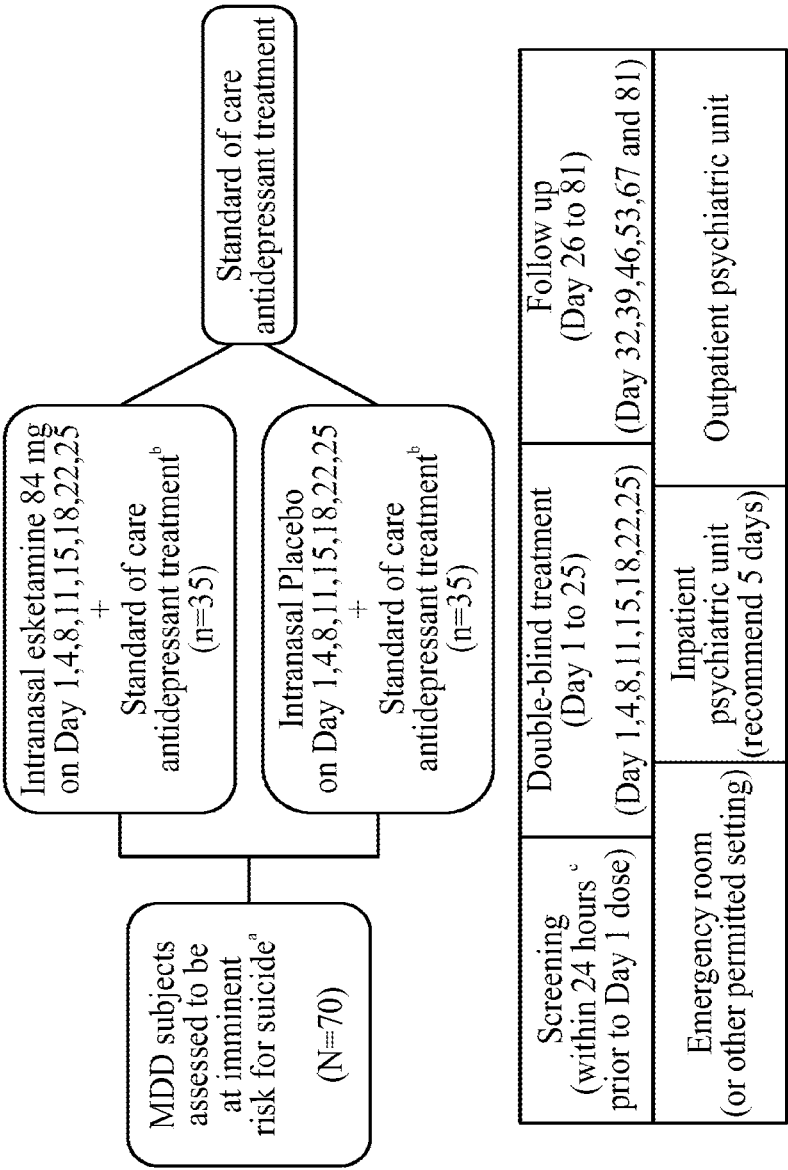 MDD subjects
assessed to be
at imminent
risk for suicide a
(N=70)
Intranasal esketamine 84 mg
on Day 1,4,8,11,15,18,22,25
+
Standard of care
antidepressant treatment b
(n=35)
Intranasal Placebo
on Day 1,4,8,11,15,18,22,25
+
Standard of care
antidepressant treatment b
(n=35)
Standard of care
antidepressant treatment
Screening
(within 24 hours c
prior to Day 1 dose)
Double-blind treatment
(Day 1 to 25)
(Day 1,4,8,11,15,18,22,25)
Follow up
(Day 26 to 81)
(Day 32,39,46,53,67 and 81)
Emergency room
(or other permitted setting)
Inpatient
psychiatric unit
(recommend 5 days)
Outpatient psychiatric unit